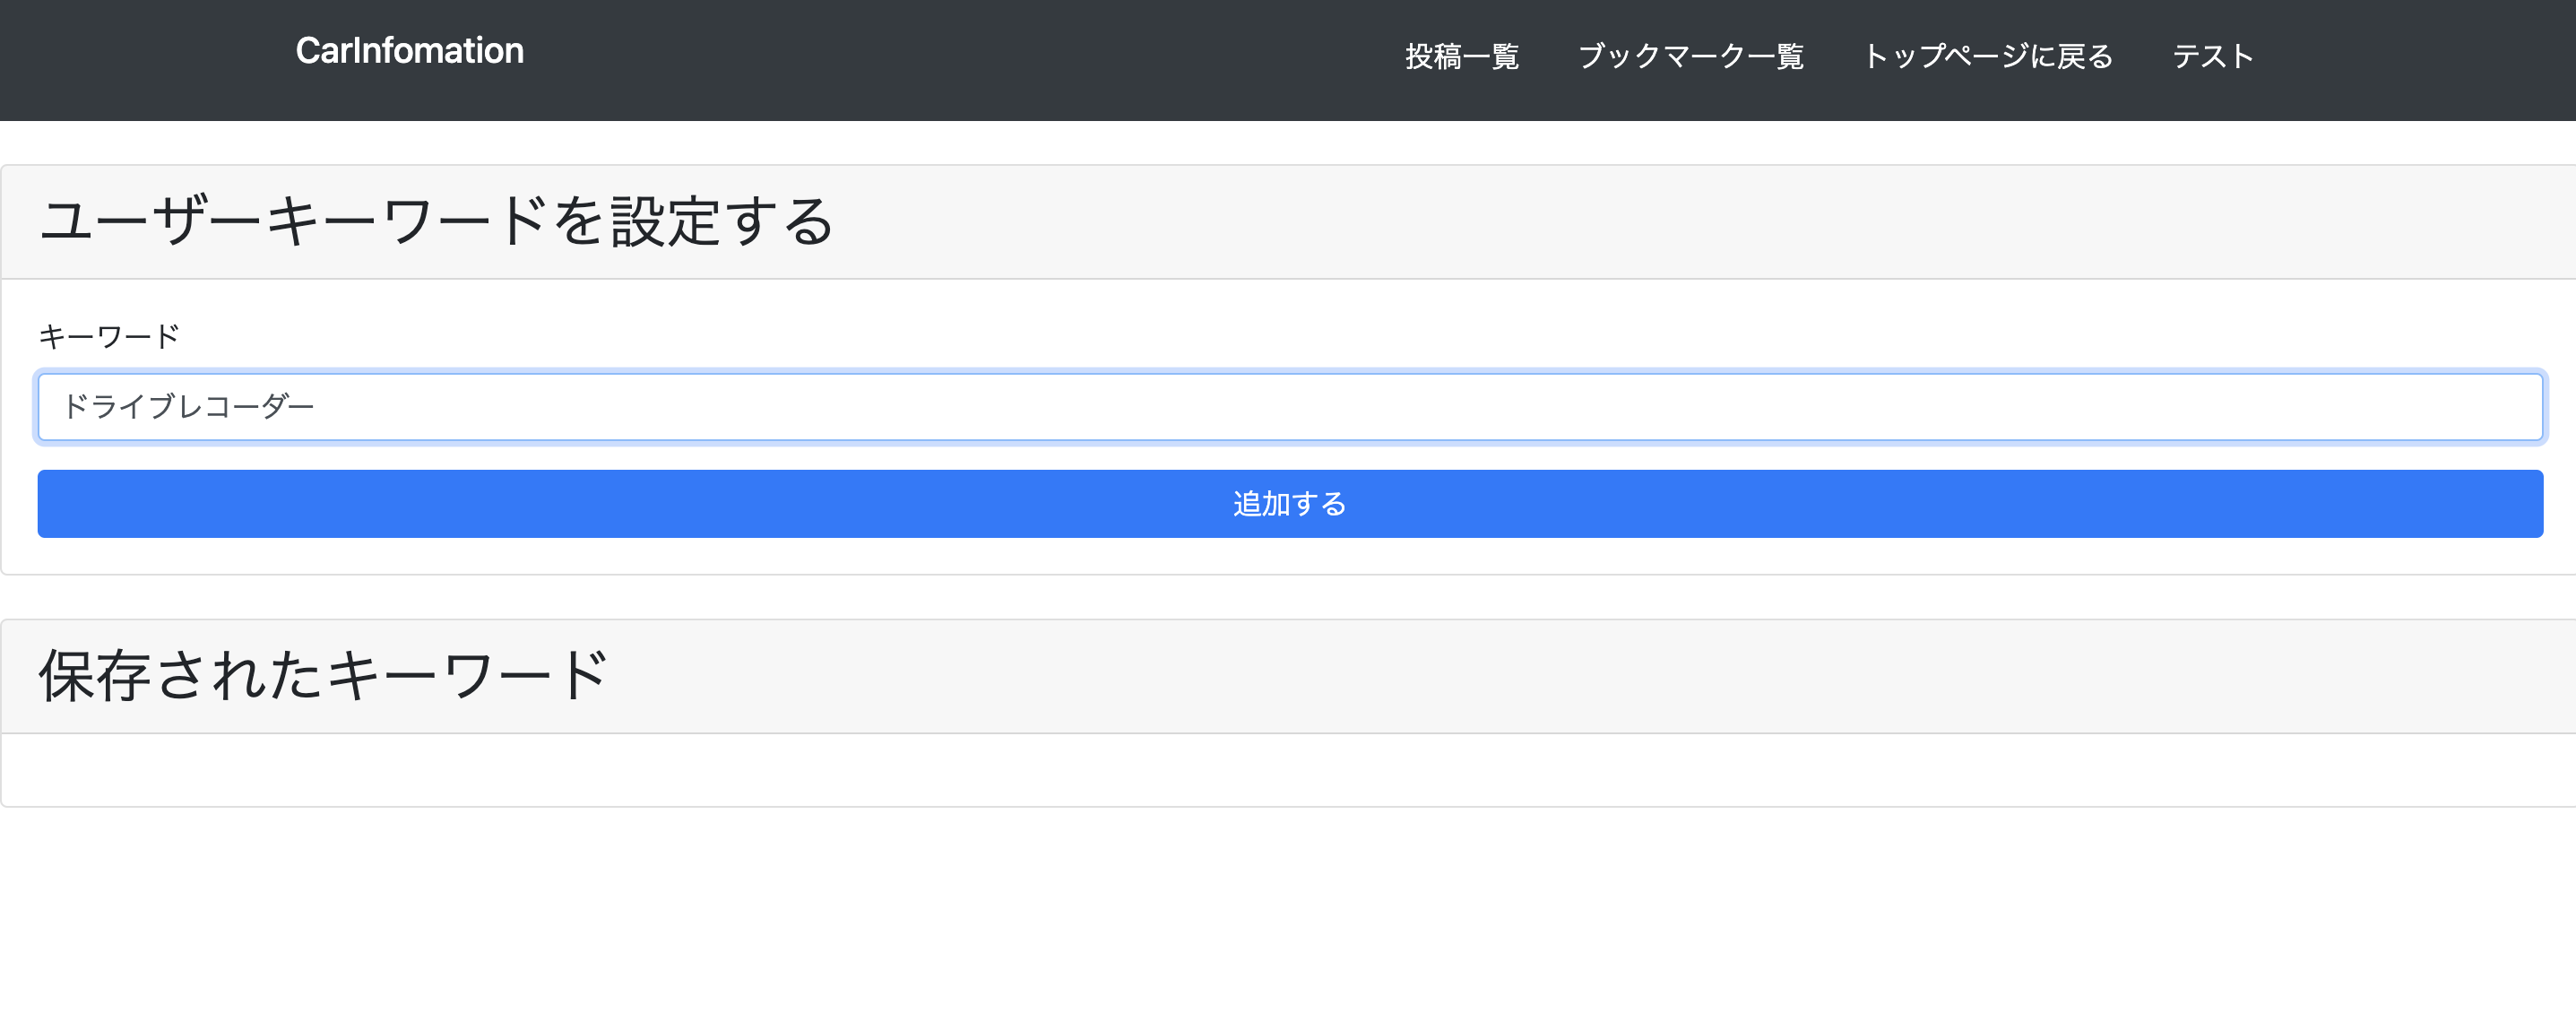 CarInfomation
投稿一覧 ブックマーク一覧 トップページに戻る テスト
ユーザーキーワードを設定する
キーワード
ドライブレコーダー
追加する
保存されたキーワード